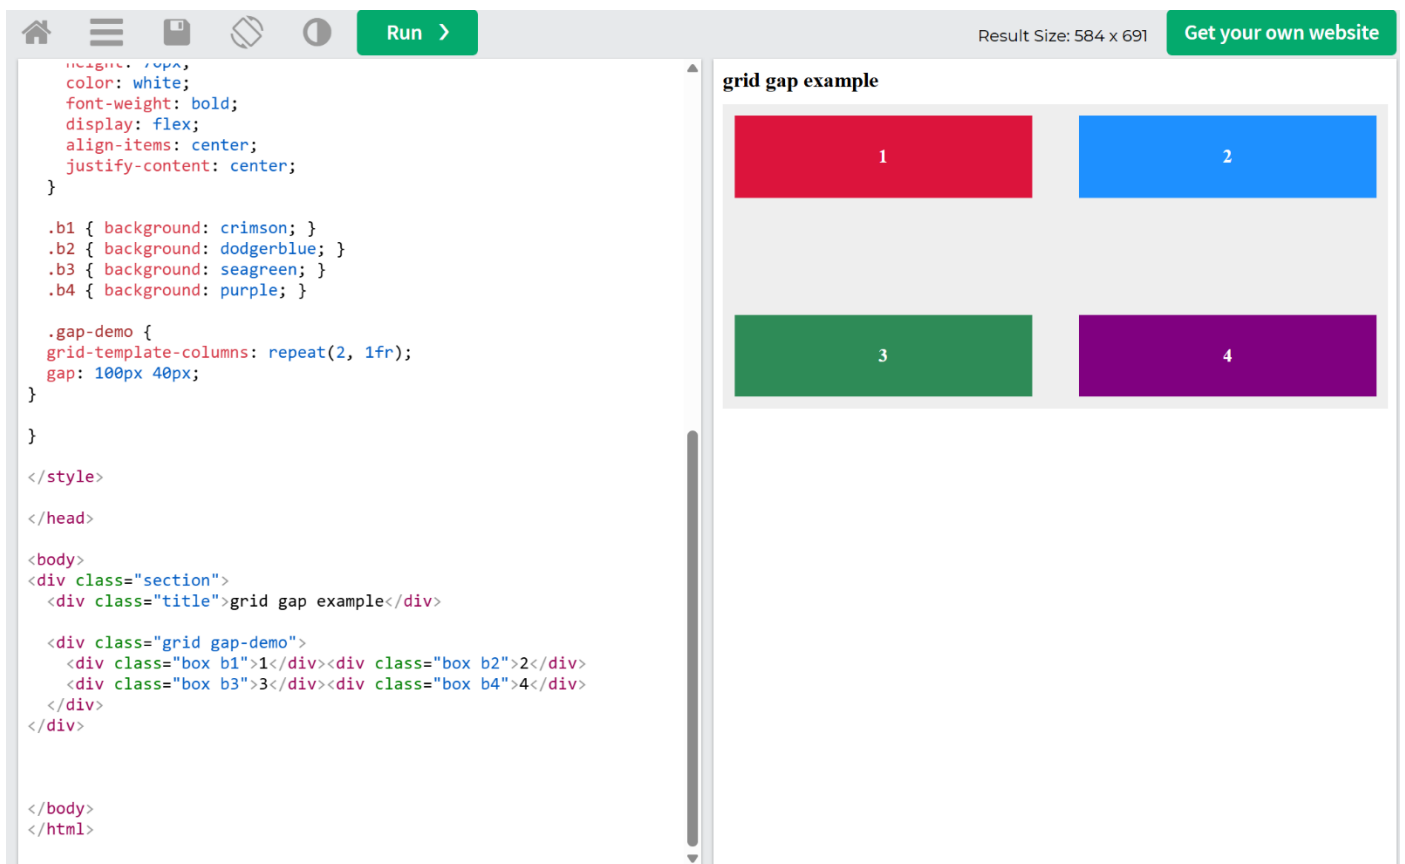 Run ❯
Result Size: 584 x 691
Get your own website
height: 70px;
color: white;
font-weight: bold;
display: flex;
align-items: center;
justify-content: center;
}
.b1 { background: crimson; }
.b2 { background: dodgerblue; }
.b3 { background: seagreen; }
.b4 { background: purple; }
.gap-demo {
grid-template-columns: repeat(2, 1fr);
gap: 100px 40px;
}
}
</style>
</head>
<body>
<div class="section">
<div class="title">grid gap example</div>
<div class="grid gap-demo">
<div class="box b1">1</div><div class="box b2">2</div>
<div class="box b3">3</div><div class="box b4">4</div>
</div>
</div>
</body>
</html>
grid gap example
1
2
3
4